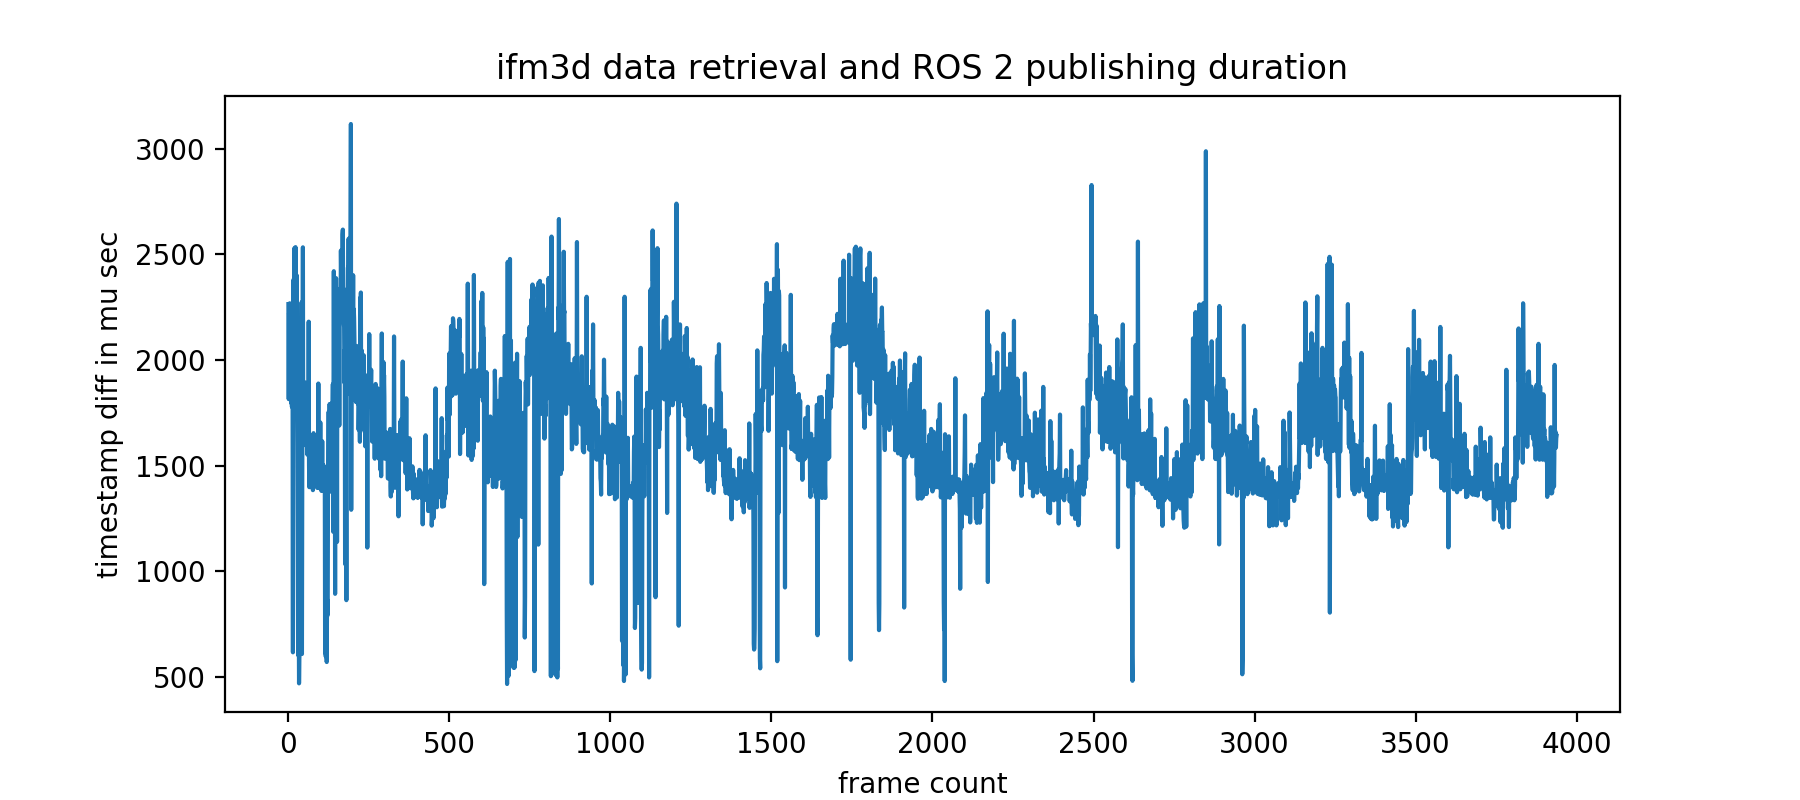 ifm3d data retrieval and ROS 2 publishing duration
timestamp diff in mu sec
3000
2500
2000
1500
1000
500
0 500 1000 1500 2000 2500 3000 3500 4000
frame count